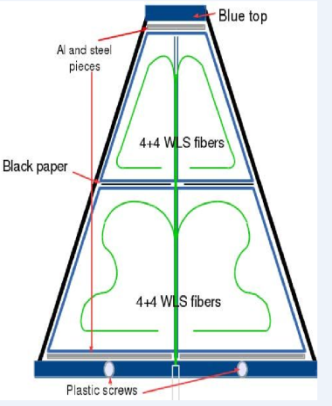 Blue top
Al and steel
pieces
4+4 WLS fibers
Black paper
4+4 WLS fibers
Plastic screws